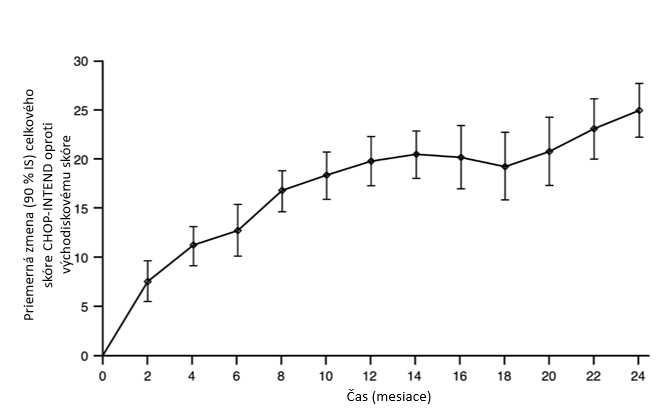 Priemerná zmena (90 % IS) celkového
skóre CHOP-INTEND oproti
východiskovému skóre
30
25
20
15
10
5
0
0 2 4 6 8 10 12 14 16 18 20 22 24
Čas (mesiace)